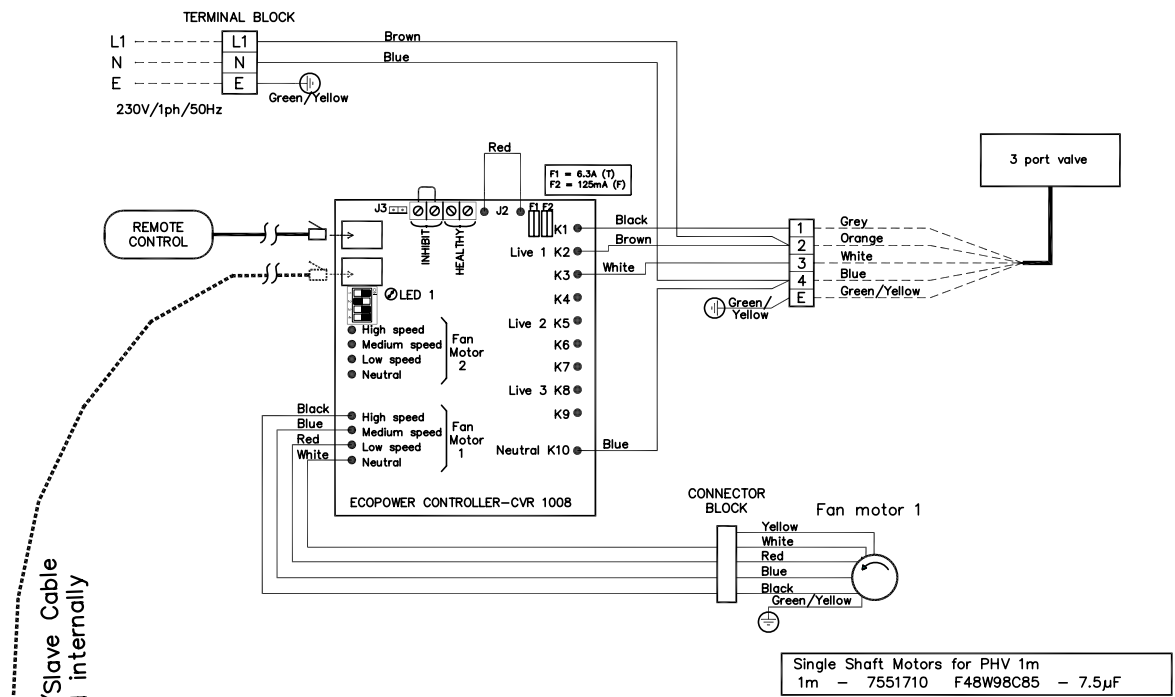 TERMINAL BLOCK
L1 L1 Brown
N N Blue
E E
Green/Yellow
230V/1ph/50Hz
3 port valve
Red
F1 = 6.3A (T)
F2 = 125mA (F)
J3 J2 F1 F2
REMOTE
CONTROL
INHIBIT
HEALTHY
K1 Black
Live 1 K2 Brown
K3 White
K4
Live 2 K5
K6
K7
Live 3 K8
K9
Neutral K10 Blue
1 Grey
2 Orange
3 White
4 Blue
E Green/Yellow
Green/
Yellow
LED 1
High speed
Medium speed
Low speed
Neutral
Fan
Motor
2
Black High speed
Blue Medium speed
Red Low speed
White Neutral
Fan
Motor
1
ECOPOWER CONTROLLER-CVR 1008
CONNECTOR
BLOCK
Fan motor 1
Yellow
White
Red
Blue
Black
Green/Yellow
/Slave Cable
internally
Single Shaft Motors for PHV 1m
1m - 7551710 F48W98C85 - 7.5µF